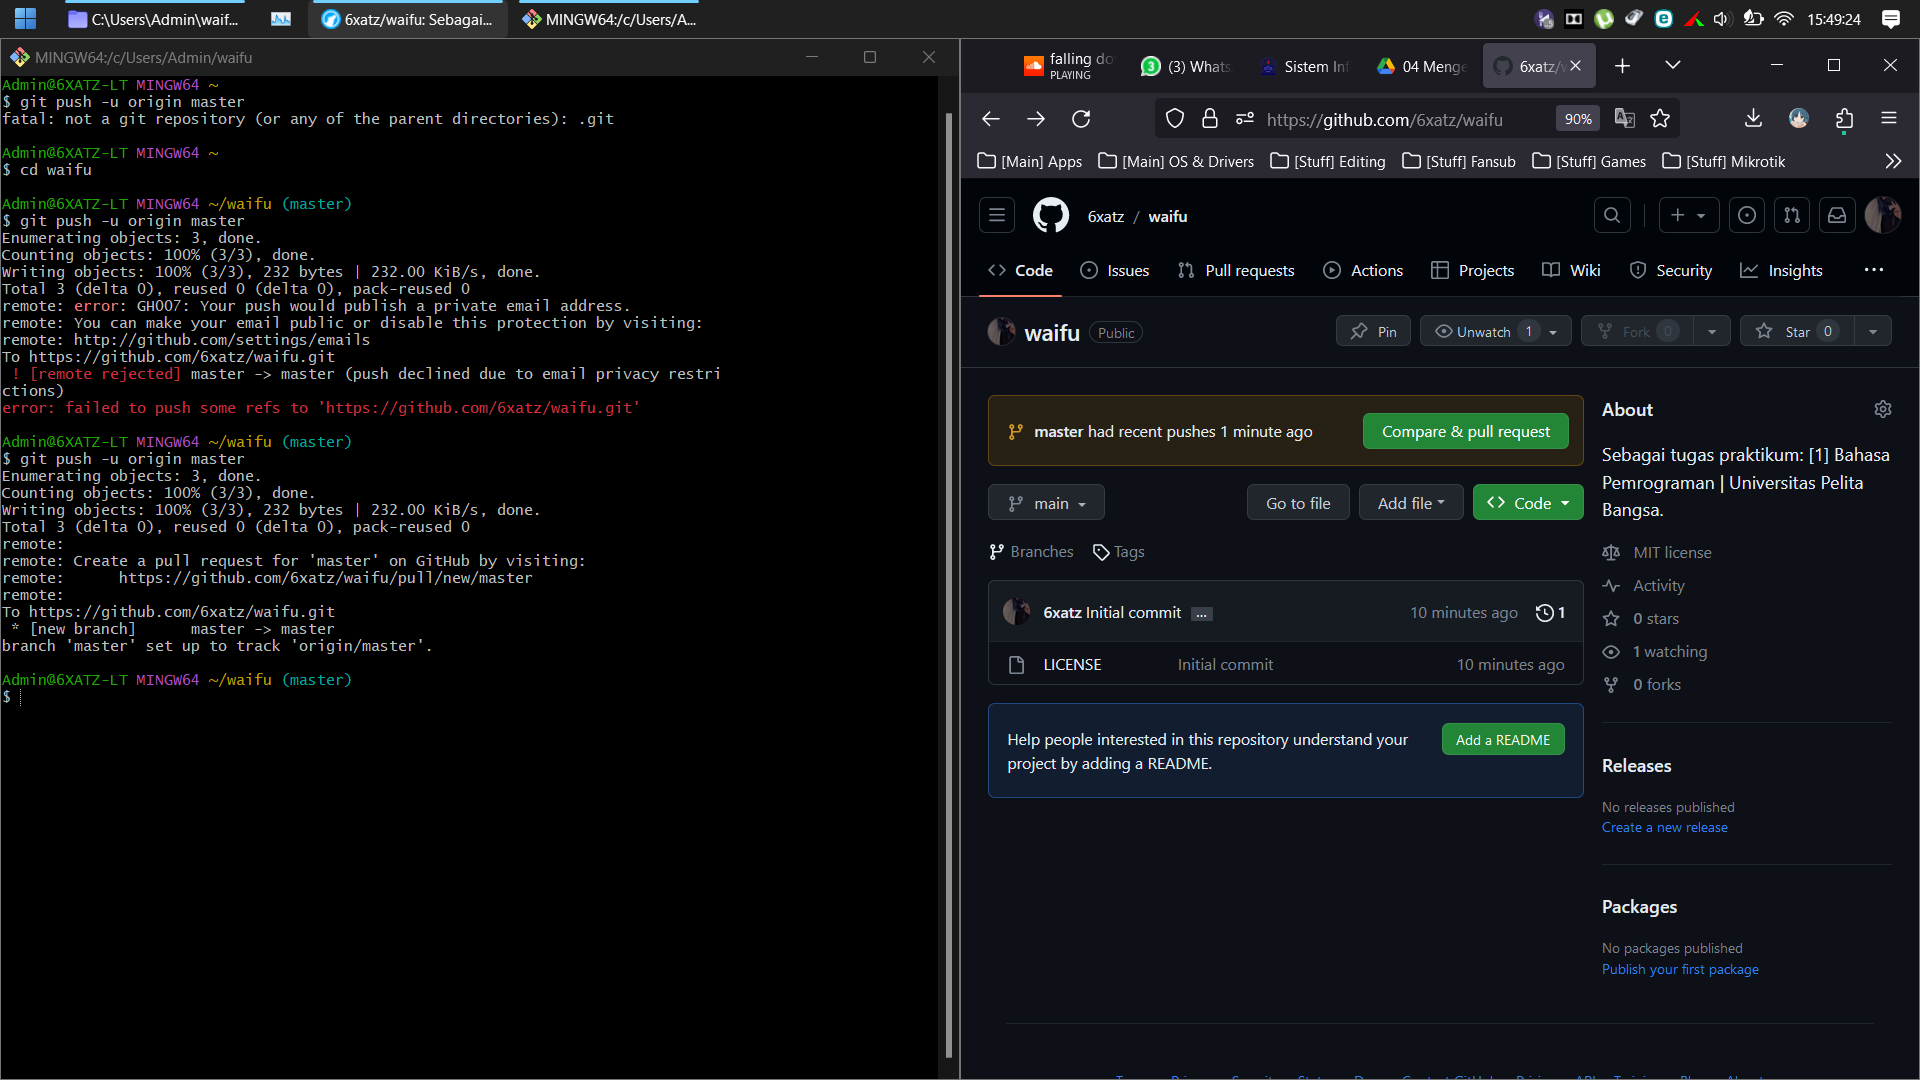 C:\Users\Admin\waif...
6xatz/waifu: Sebagai...
MINGW64:/c/Users/A...
15:49:24
MINGW64:/c/Users/Admin/waifu
Admin@6XATZ-LT MINGW64 ~
$ git push -u origin master
fatal: not a git repository (or any of the parent directories): .git
Admin@6XATZ-LT MINGW64 ~
$ cd waifu
Admin@6XATZ-LT MINGW64 ~/waifu (master)
$ git push -u origin master
Enumerating objects: 3, done.
Counting objects: 100% (3/3), done.
Writing objects: 100% (3/3), 232 bytes | 232.00 KiB/s, done.
Total 3 (delta 0), reused 0 (delta 0), pack-reused 0
remote: error: GH007: Your push would publish a private email address.
remote: You can make your email public or disable this protection by visiting:
remote: http://github.com/settings/emails
To https://github.com/6xatz/waifu.git
! [remote rejected] master -> master (push declined due to email privacy restri
ctions)
error: failed to push some refs to 'https://github.com/6xatz/waifu.git'
Admin@6XATZ-LT MINGW64 ~/waifu (master)
$ git push -u origin master
Enumerating objects: 3, done.
Counting objects: 100% (3/3), done.
Writing objects: 100% (3/3), 232 bytes | 232.00 KiB/s, done.
Total 3 (delta 0), reused 0 (delta 0), pack-reused 0
remote:
remote: Create a pull request for 'master' on GitHub by visiting:
remote:      https://github.com/6xatz/waifu/pull/new/master
remote:
To https://github.com/6xatz/waifu.git
* [new branch]      master -> master
branch 'master' set up to track 'origin/master'.
Admin@6XATZ-LT MINGW64 ~/waifu (master)
$
falling do
PLAYING
(3) Whats
Sistem Inf
04 Menge
6xatz/w
https://github.com/6xatz/waifu
90%
[Main] Apps
[Main] OS & Drivers
[Stuff] Editing
[Stuff] Fansub
[Stuff] Games
[Stuff] Mikrotik
6xatz / waifu
Code
Issues
Pull requests
Actions
Projects
Wiki
Security
Insights
waifu
Public
Pin
Unwatch 1
Fork 0
Star 0
master had recent pushes 1 minute ago
Compare & pull request
main
Go to file
Add file
Code
Branches
Tags
6xatz Initial commit ...
10 minutes ago
1
LICENSE
Initial commit
10 minutes ago
Help people interested in this repository understand your
project by adding a README.
Add a README
About
Sebagai tugas praktikum: [1] Bahasa
Pemrograman | Universitas Pelita
Bangsa.
MIT license
Activity
0 stars
1 watching
0 forks
Releases
No releases published
Create a new release
Packages
No packages published
Publish your first package